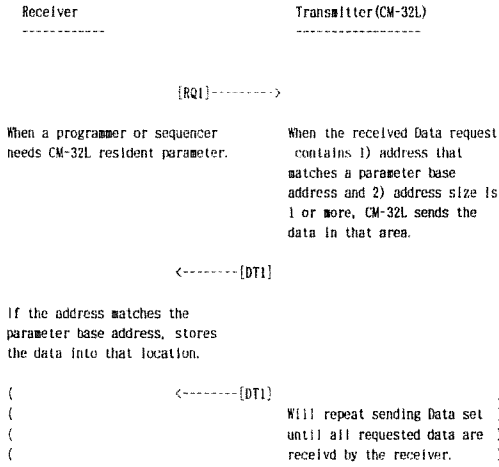 Receiver Transmitter(CM-32L)
------------ ------------------
[RQ1]---------->
When a programmer or sequencer When the received Data request
needs CM-32L resident parameter. contains 1) address that
matches a parameter base
address and 2) address size is
1 or more, CM-32L sends the
data in that area.
<--------[DT1]
If the address matches the
parameter base address, stores
the data into that location.
( <--------[DT1]
( Will repeat sending Data set
( until all requested data are
( receivd by the receiver.